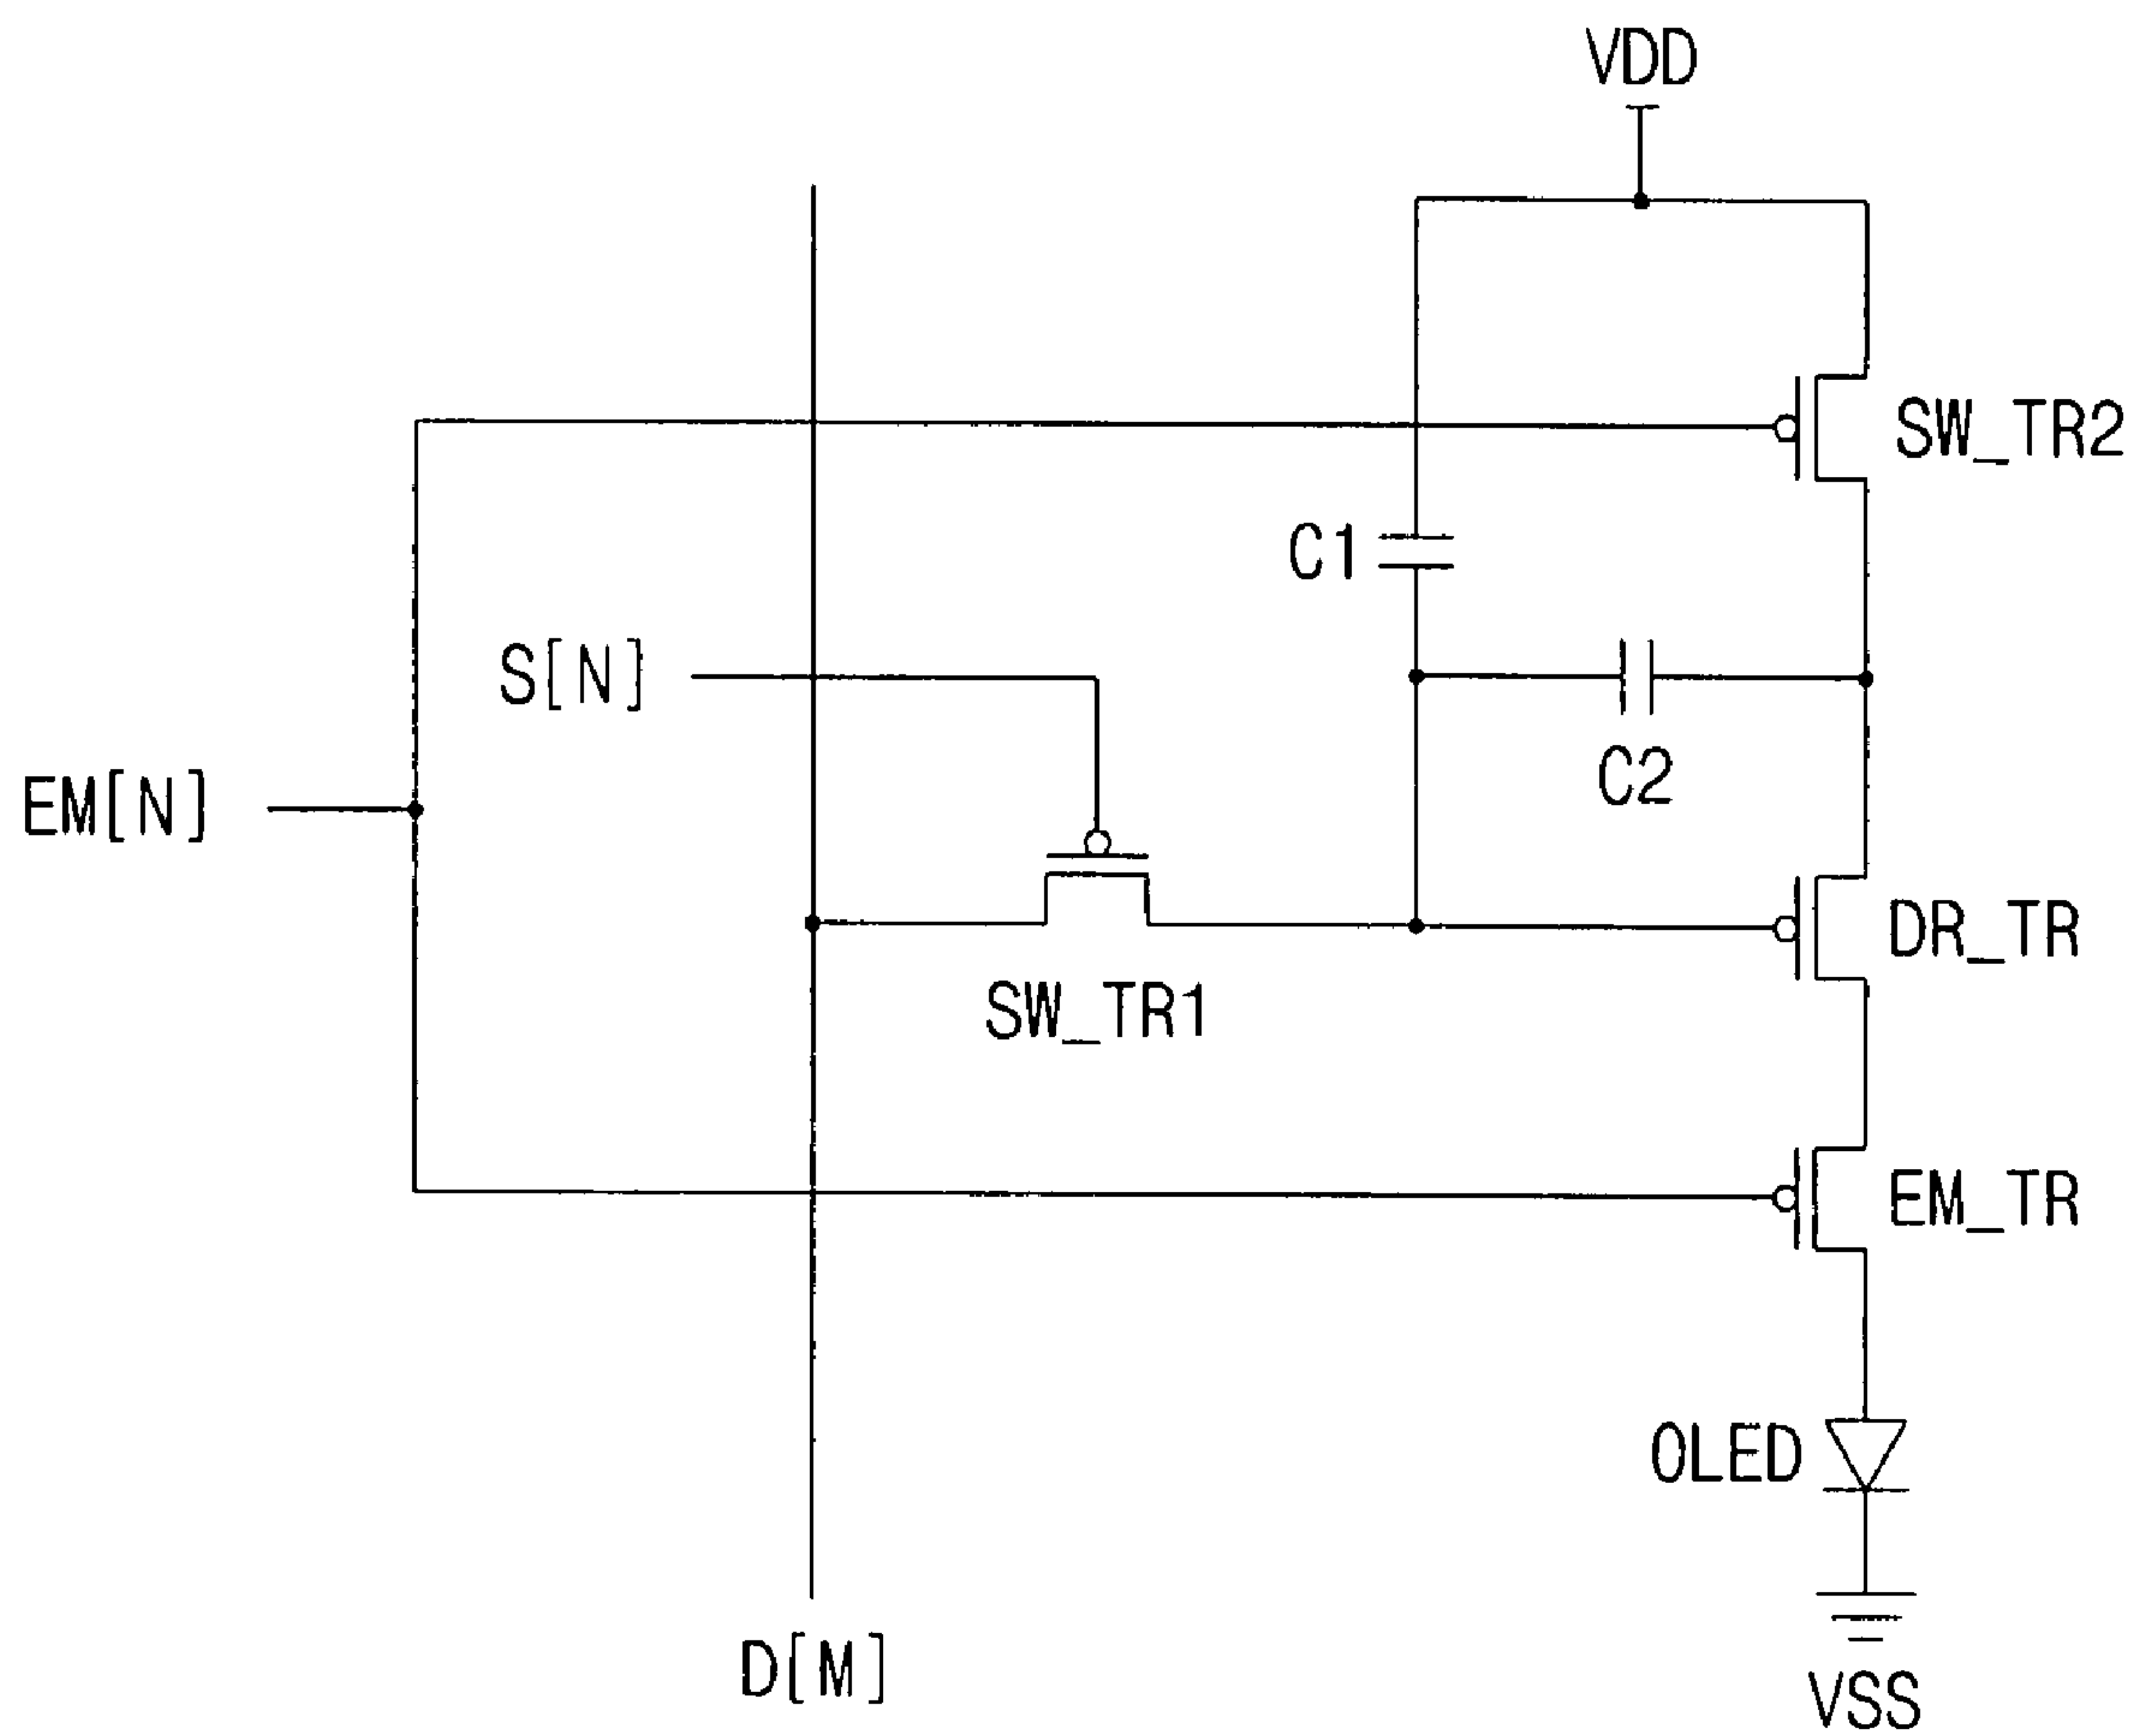 VDD
SW_TR2
C1
S[N]
C2
EM[N]
DR_TR
SW_TR1
EM_TR
OLED
D[M]
VSS